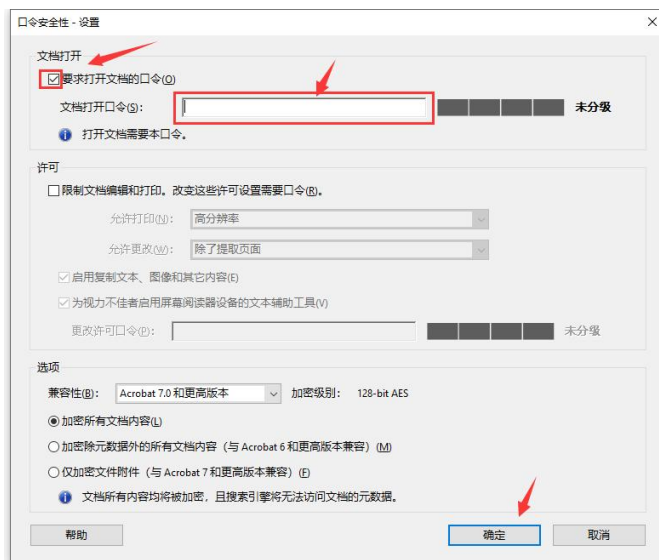 口令安全性 - 设置
文档打开
要求打开文档的口令(O)
文档打开口令(S): 未分级
打开文档需要本口令。
许可
限制文档编辑和打印。改变这些许可设置需要口令(R)。
允许打印(N): 高分辨率
允许更改(W): 除了提取页面
启用复制文本、图像和其它内容(E)
为视力不佳者启用屏幕阅读器设备的文本辅助工具(V)
更改许可口令(P): 未分级
选项
兼容性(B): Acrobat 7.0 和更高版本 加密级别: 128-bit AES
加密所有文档内容(L)
加密除元数据外的所有文档内容（与 Acrobat 6 和更高版本兼容）(M)
仅加密文件附件（与 Acrobat 7 和更高版本兼容）(F)
文档所有内容均将被加密，且搜索引擎将无法访问文档的元数据。
帮助 确定 取消